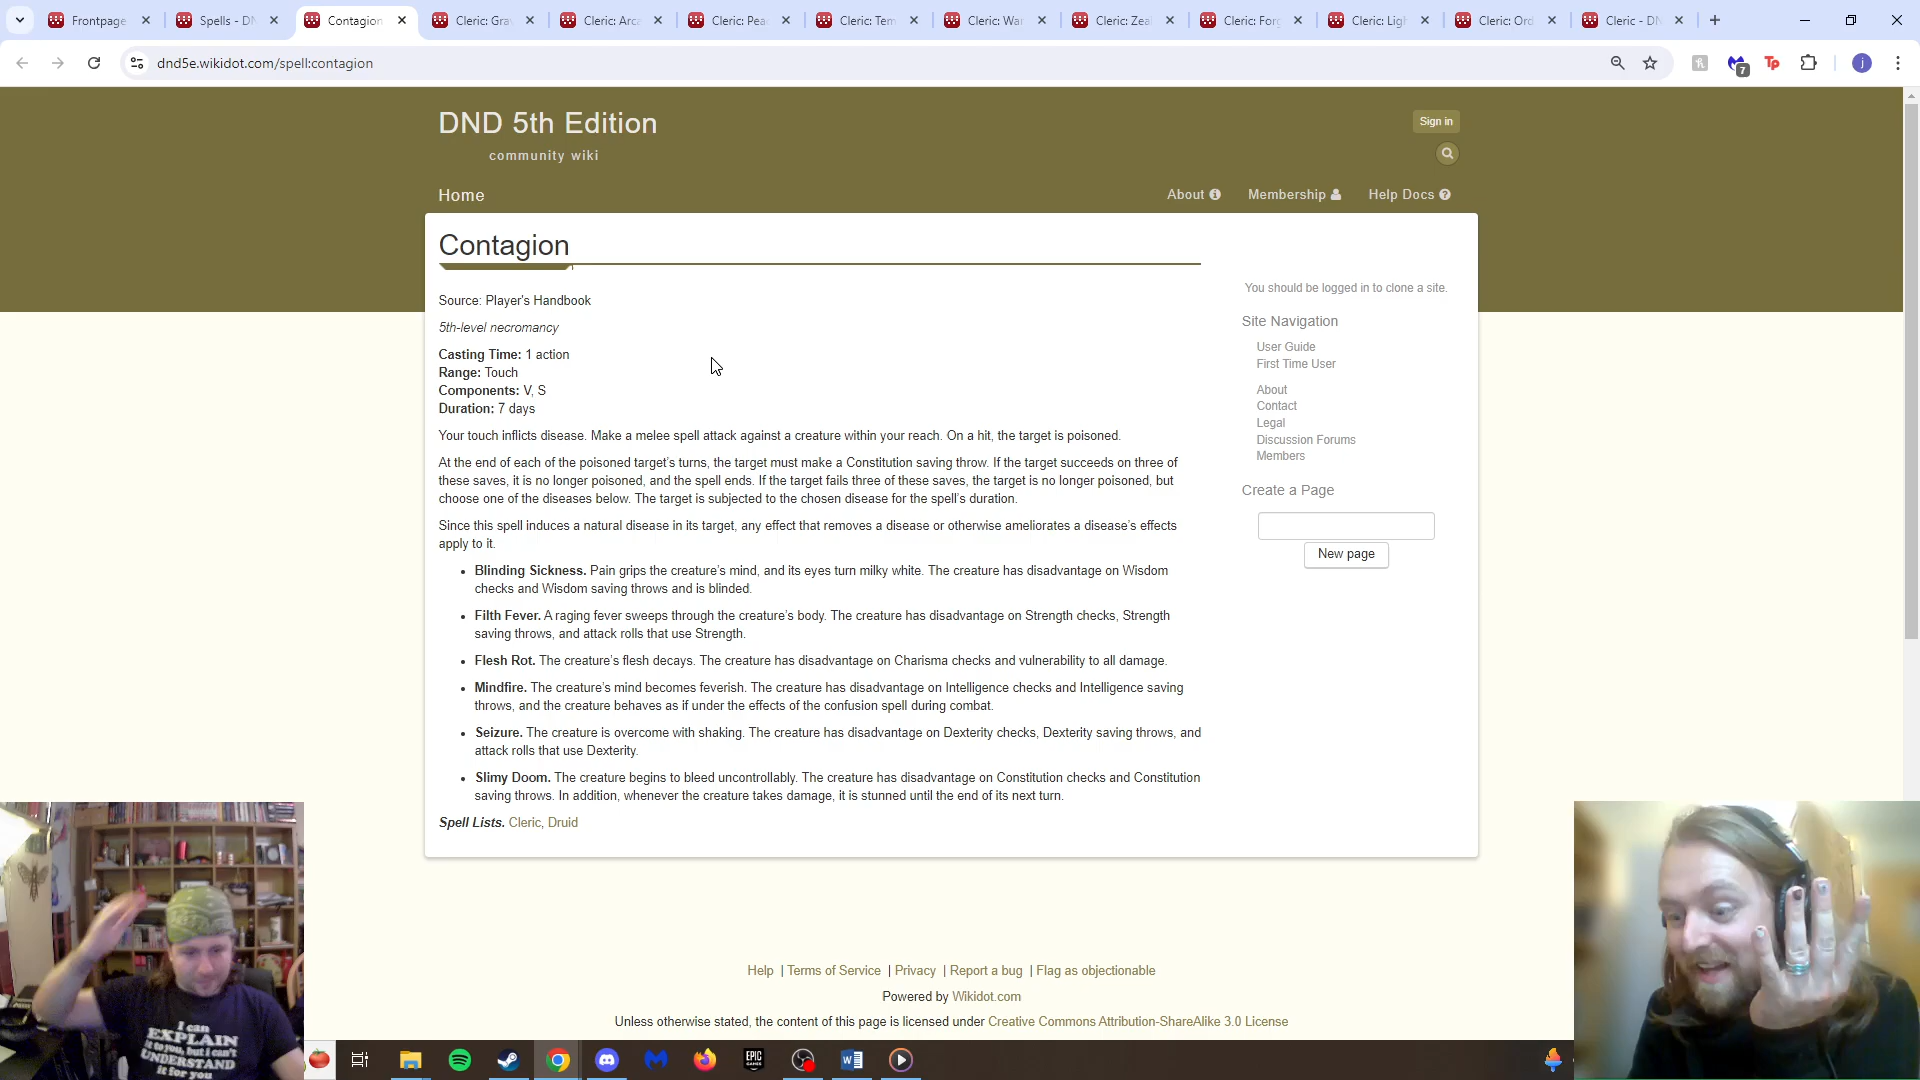 Frontpage
Spells - DN
Contagion
Cleric: Gra
Cleric: Arca
Cleric: Peac
Cleric: Tem
Cleric: War
Cleric: Zeal
Cleric: Forg
Cleric: Ligh
Cleric: Ord
Cleric - DN
dnd5e.wikidot.com/spell:contagion
7
Tp
j
DND 5th Edition
community wiki
Sign in
Home
About
Membership
Help Docs
Contagion
Source: Player's Handbook
5th-level necromancy
Casting Time: 1 action
Range: Touch
Components: V, S
Duration: 7 days
Your touch inflicts disease. Make a melee spell attack against a creature within your reach. On a hit, the target is poisoned.
At the end of each of the poisoned target's turns, the target must make a Constitution saving throw. If the target succeeds on three of
these saves, it is no longer poisoned, and the spell ends. If the target fails three of these saves, the target is no longer poisoned, but
choose one of the diseases below. The target is subjected to the chosen disease for the spell's duration.
Since this spell induces a natural disease in its target, any effect that removes a disease or otherwise ameliorates a disease's effects
apply to it.
Blinding Sickness. Pain grips the creature's mind, and its eyes turn milky white. The creature has disadvantage on Wisdom
checks and Wisdom saving throws and is blinded.
Filth Fever. A raging fever sweeps through the creature's body. The creature has disadvantage on Strength checks, Strength
saving throws, and attack rolls that use Strength.
Flesh Rot. The creature's flesh decays. The creature has disadvantage on Charisma checks and vulnerability to all damage.
Mindfire. The creature's mind becomes feverish. The creature has disadvantage on Intelligence checks and Intelligence saving
throws, and the creature behaves as if under the effects of the confusion spell during combat.
Seizure. The creature is overcome with shaking. The creature has disadvantage on Dexterity checks, Dexterity saving throws, and
attack rolls that use Dexterity.
Slimy Doom. The creature begins to bleed uncontrollably. The creature has disadvantage on Constitution checks and Constitution
saving throws. In addition, whenever the creature takes damage, it is stunned until the end of its next turn.
Spell Lists. Cleric, Druid
You should be logged in to clone a site.
Site Navigation
User Guide
First Time User
About
Contact
Legal
Discussion Forums
Members
Create a Page
New page
Help | Terms of Service | Privacy | Report a bug | Flag as objectionable
Powered by Wikidot.com
Unless otherwise stated, the content of this page is licensed under Creative Commons Attribution-ShareAlike 3.0 License
I can
EXPLAIN
it to you, but I can't
UNDERSTAND
it for you
EPIC
GAMES